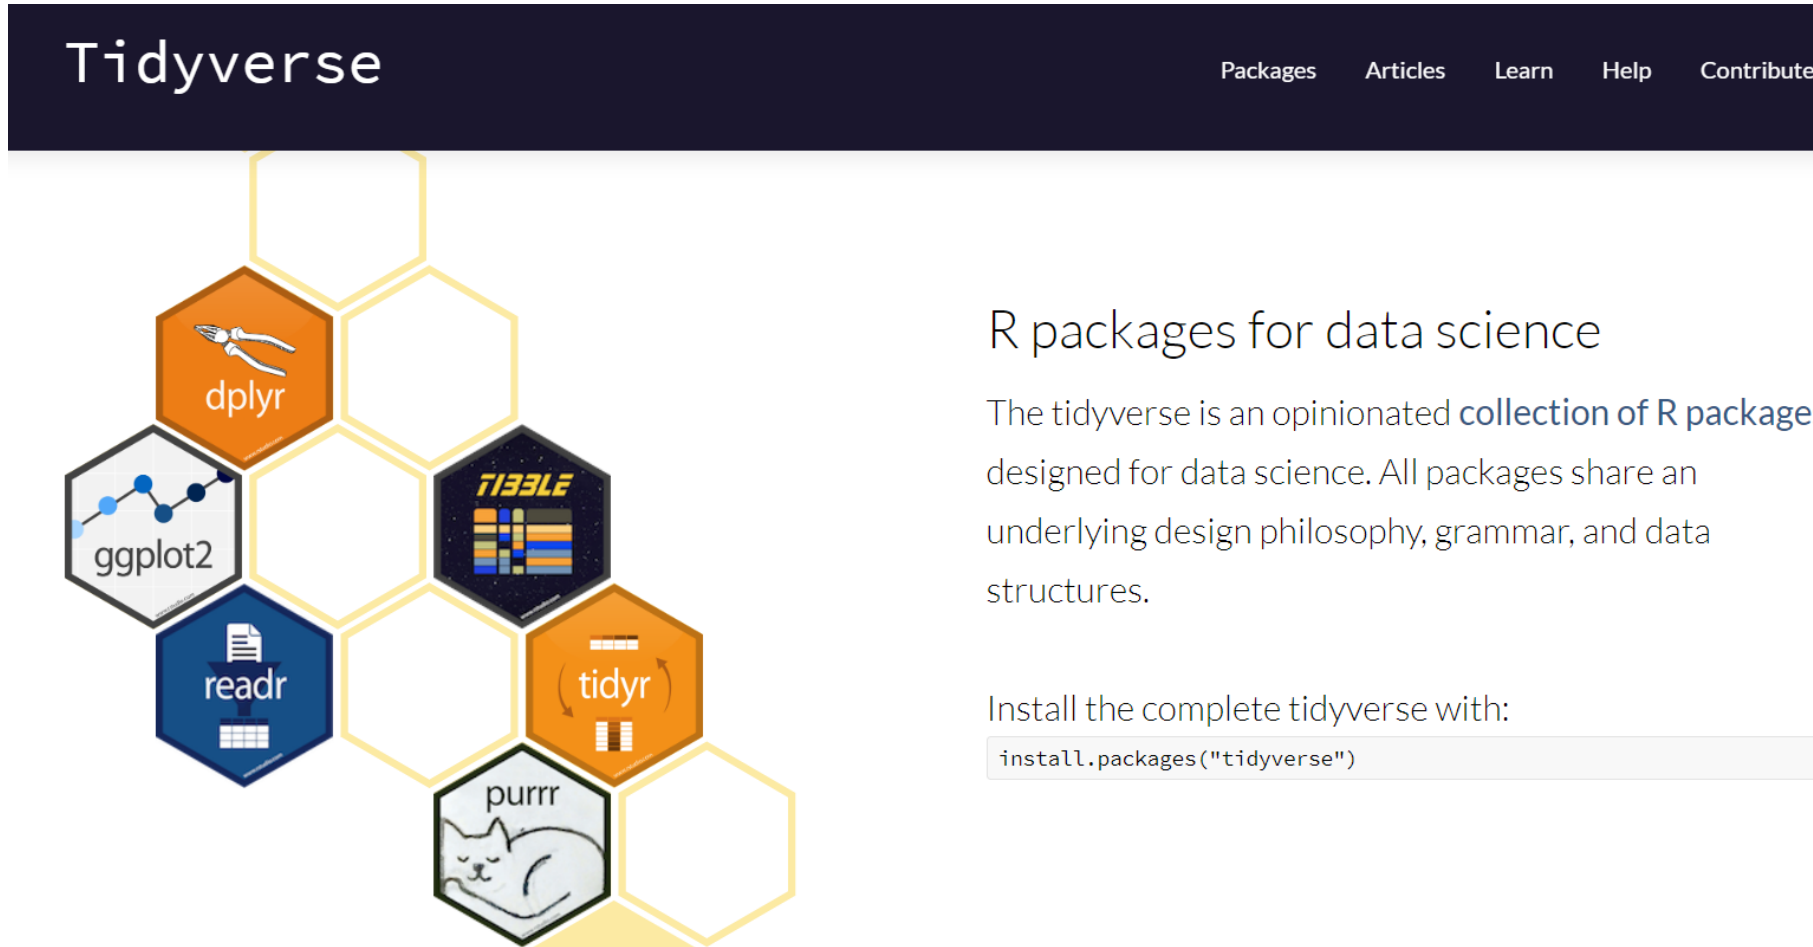 Tidyverse
Packages Articles Learn Help Contribute
dplyr
ggplot2
TIBBLE
readr
tidyr
purrr
R packages for data science
The tidyverse is an opinionated collection of R package
designed for data science. All packages share an
underlying design philosophy, grammar, and data
structures.
Install the complete tidyverse with:
install.packages("tidyverse")